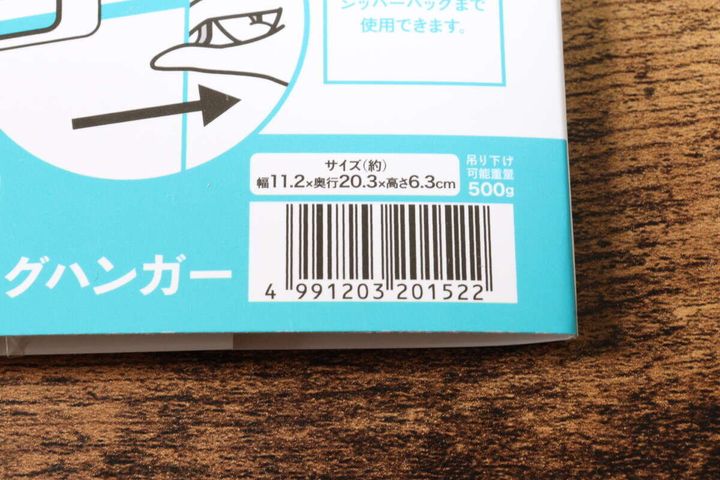 ジッパーバッグまで
使用できます。
サイズ(約)
幅11.2×奥行20.3×高さ6.3cm
吊り下げ
可能重量
500g
グハンガー
4 991203 201522